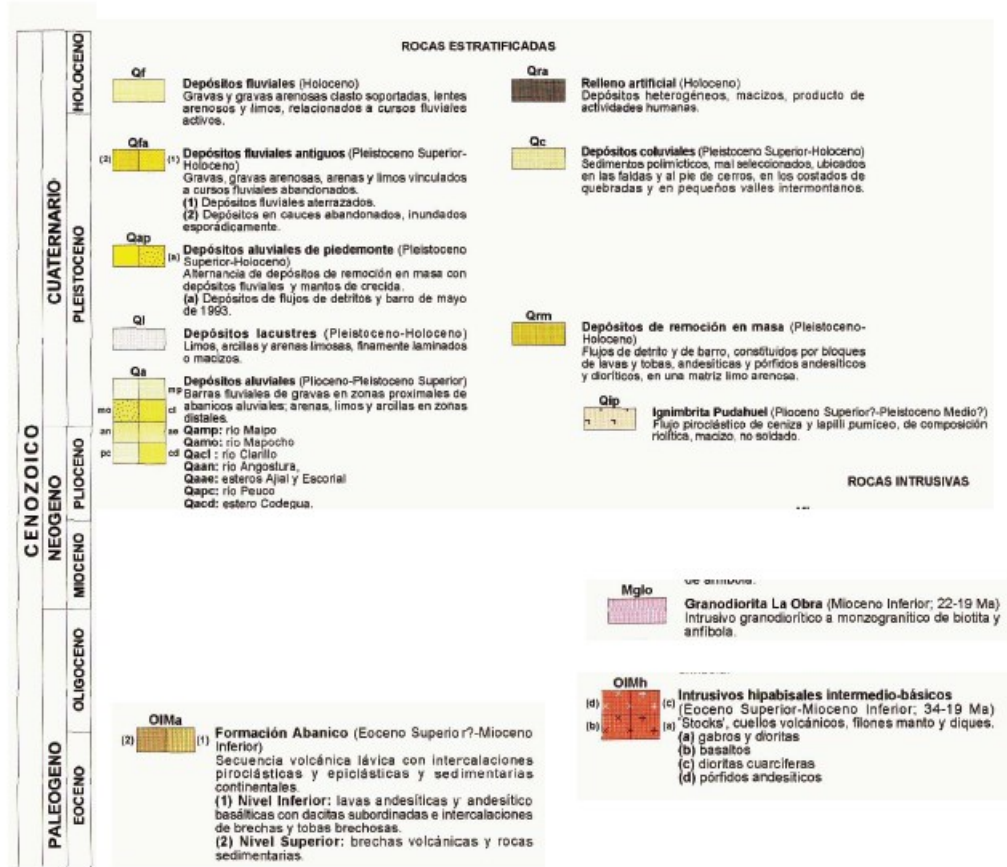 ROCAS ESTRATIFICADAS
CENOZOICO
CUATERNARIO
NEOGENO
PALEOGENO
HOLOCENO
PLEISTOCENO
PLIOCENO
MIOCENO
OLIGOCENO
EOCENO
Qf
Depósitos fluviales (Holoceno)
Gravas y gravas arenosas clasto soportadas, lentes
arenosos y limos, relacionados a cursos fluviales
activos.
Qfa
(2)
(1)
Depósitos fluviales antiguos (Pleistoceno Superior-
Holoceno)
Gravas, gravas arenosas, arenas y limos vinculados
a cursos fluviales abandonados.
(1) Depósitos fluviales aterrazados.
(2) Depósitos en cauces abandonados, inundados
esporádicamente.
Qap
(a)
Depósitos aluviales de piedemonte (Pleistoceno
Superior-Holoceno)
Alternancia de depósitos de remoción en masa con
depósitos fluviales y mantos de crecida.
(a) Depósitos de flujos de detritos y barro de mayo
de 1993.
Ql
Depósitos lacustres (Pleistoceno-Holoceno)
Limos, arcillas y arenas limosas, finamente laminados
o macizos.
Qa
mp
mo
cl
an
ae
pc
cd
Depósitos aluviales (Plioceno-Pleistoceno Superior)
Barras fluviales de gravas en zonas proximales de
abanicos aluviales; arenas, limos y arcillas en zonas
distales.
Qamp: río Maipo
Qamo: río Mapocho
Qacl : río Clarillo
Qaan: río Angostura,
Qaae: esteros Ajial y Escorial
Qapc: río Peuco
Qacd: estero Codegua.
Qra
Relleno artificial (Holoceno)
Depósitos heterogéneos, macizos, producto de
actividades humanas.
Qc
Depósitos coluviales (Pleistoceno Superior-Holoceno)
Sedimentos polimícticos, mal seleccionados, ubicados
en las faldas y al pie de cerros, en los costados de
quebradas y en pequeños valles intermontanos.
Qrm
Depósitos de remoción en masa (Pleistoceno-
Holoceno)
Flujos de detrito y de barro, constituidos por bloques
de lavas y tobas, andesíticas y pórfidos andesíticos
y dioríticos, en una matriz limo arenosa.
Qip
Ignimbrita Pudahuel (Plioceno Superior?-Pleistoceno Medio?)
Flujo piroclástico de ceniza y lapilli pumíceo, de composición
riolítica, macizo, no soldado.
ROCAS INTRUSIVAS
de anfíbola.
Mglo
Granodiorita La Obra (Mioceno Inferior; 22-19 Ma)
Intrusivo granodiorítico a monzogranítico de biotita y
anfíbola.
OlMh
(d)
(c)
(b)
(a)
Intrusivos hipabisales intermedio-básicos
(Eoceno Superior-Mioceno Inferior; 34-19 Ma)
'Stocks', cuellos volcánicos, filones manto y diques.
(a) gabros y dioritas
(b) basaltos
(c) dioritas cuarcíferas
(d) pórfidos andesíticos
OlMa
(2)
(1)
Formación Abanico (Eoceno Superior?-Mioceno
Inferior)
Secuencia volcánica lávica con intercalaciones
piroclásticas y epiclásticas y sedimentarias
continentales.
(1) Nivel Inferior: lavas andesíticas y andesítico
basálticas con dacitas subordinadas e intercalaciones
de brechas y tobas brechosas.
(2) Nivel Superior: brechas volcánicas y rocas
sedimentarias.